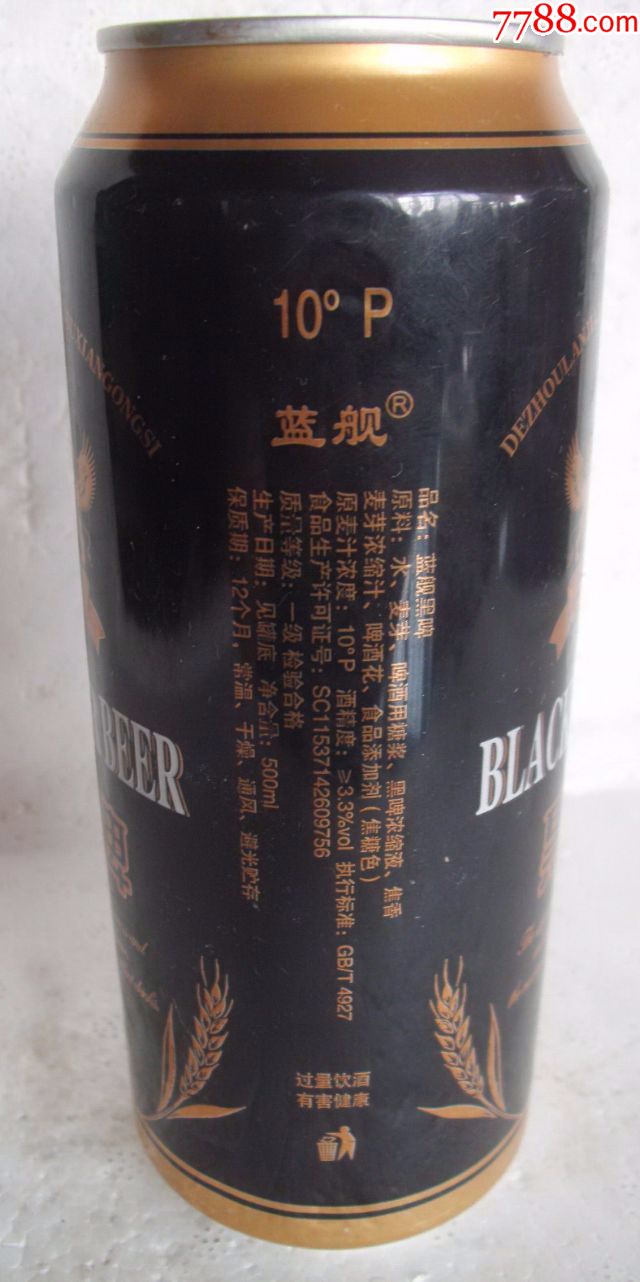 7788.com
10° P
蓝舰®
UXIANGONGSI
DEZHOULAN
品名：蓝舰黑啤
原料：水、麦芽、啤酒用糖浆、黑啤浓缩液、焦香
麦芽浓缩汁、啤酒花、食品添加剂（焦糖色）
原麦汁浓度：10°P 酒精度：≥3.3%vol 执行标准：GB/T 4927
食品生产许可证号：SC11537142609756
质量等级：一级 检验合格
生产日期：见罐底 净含量：500mL
保质期：12个月，常温、干燥、通风、避光贮存
BEER
BLAC
过量饮酒
有害健康